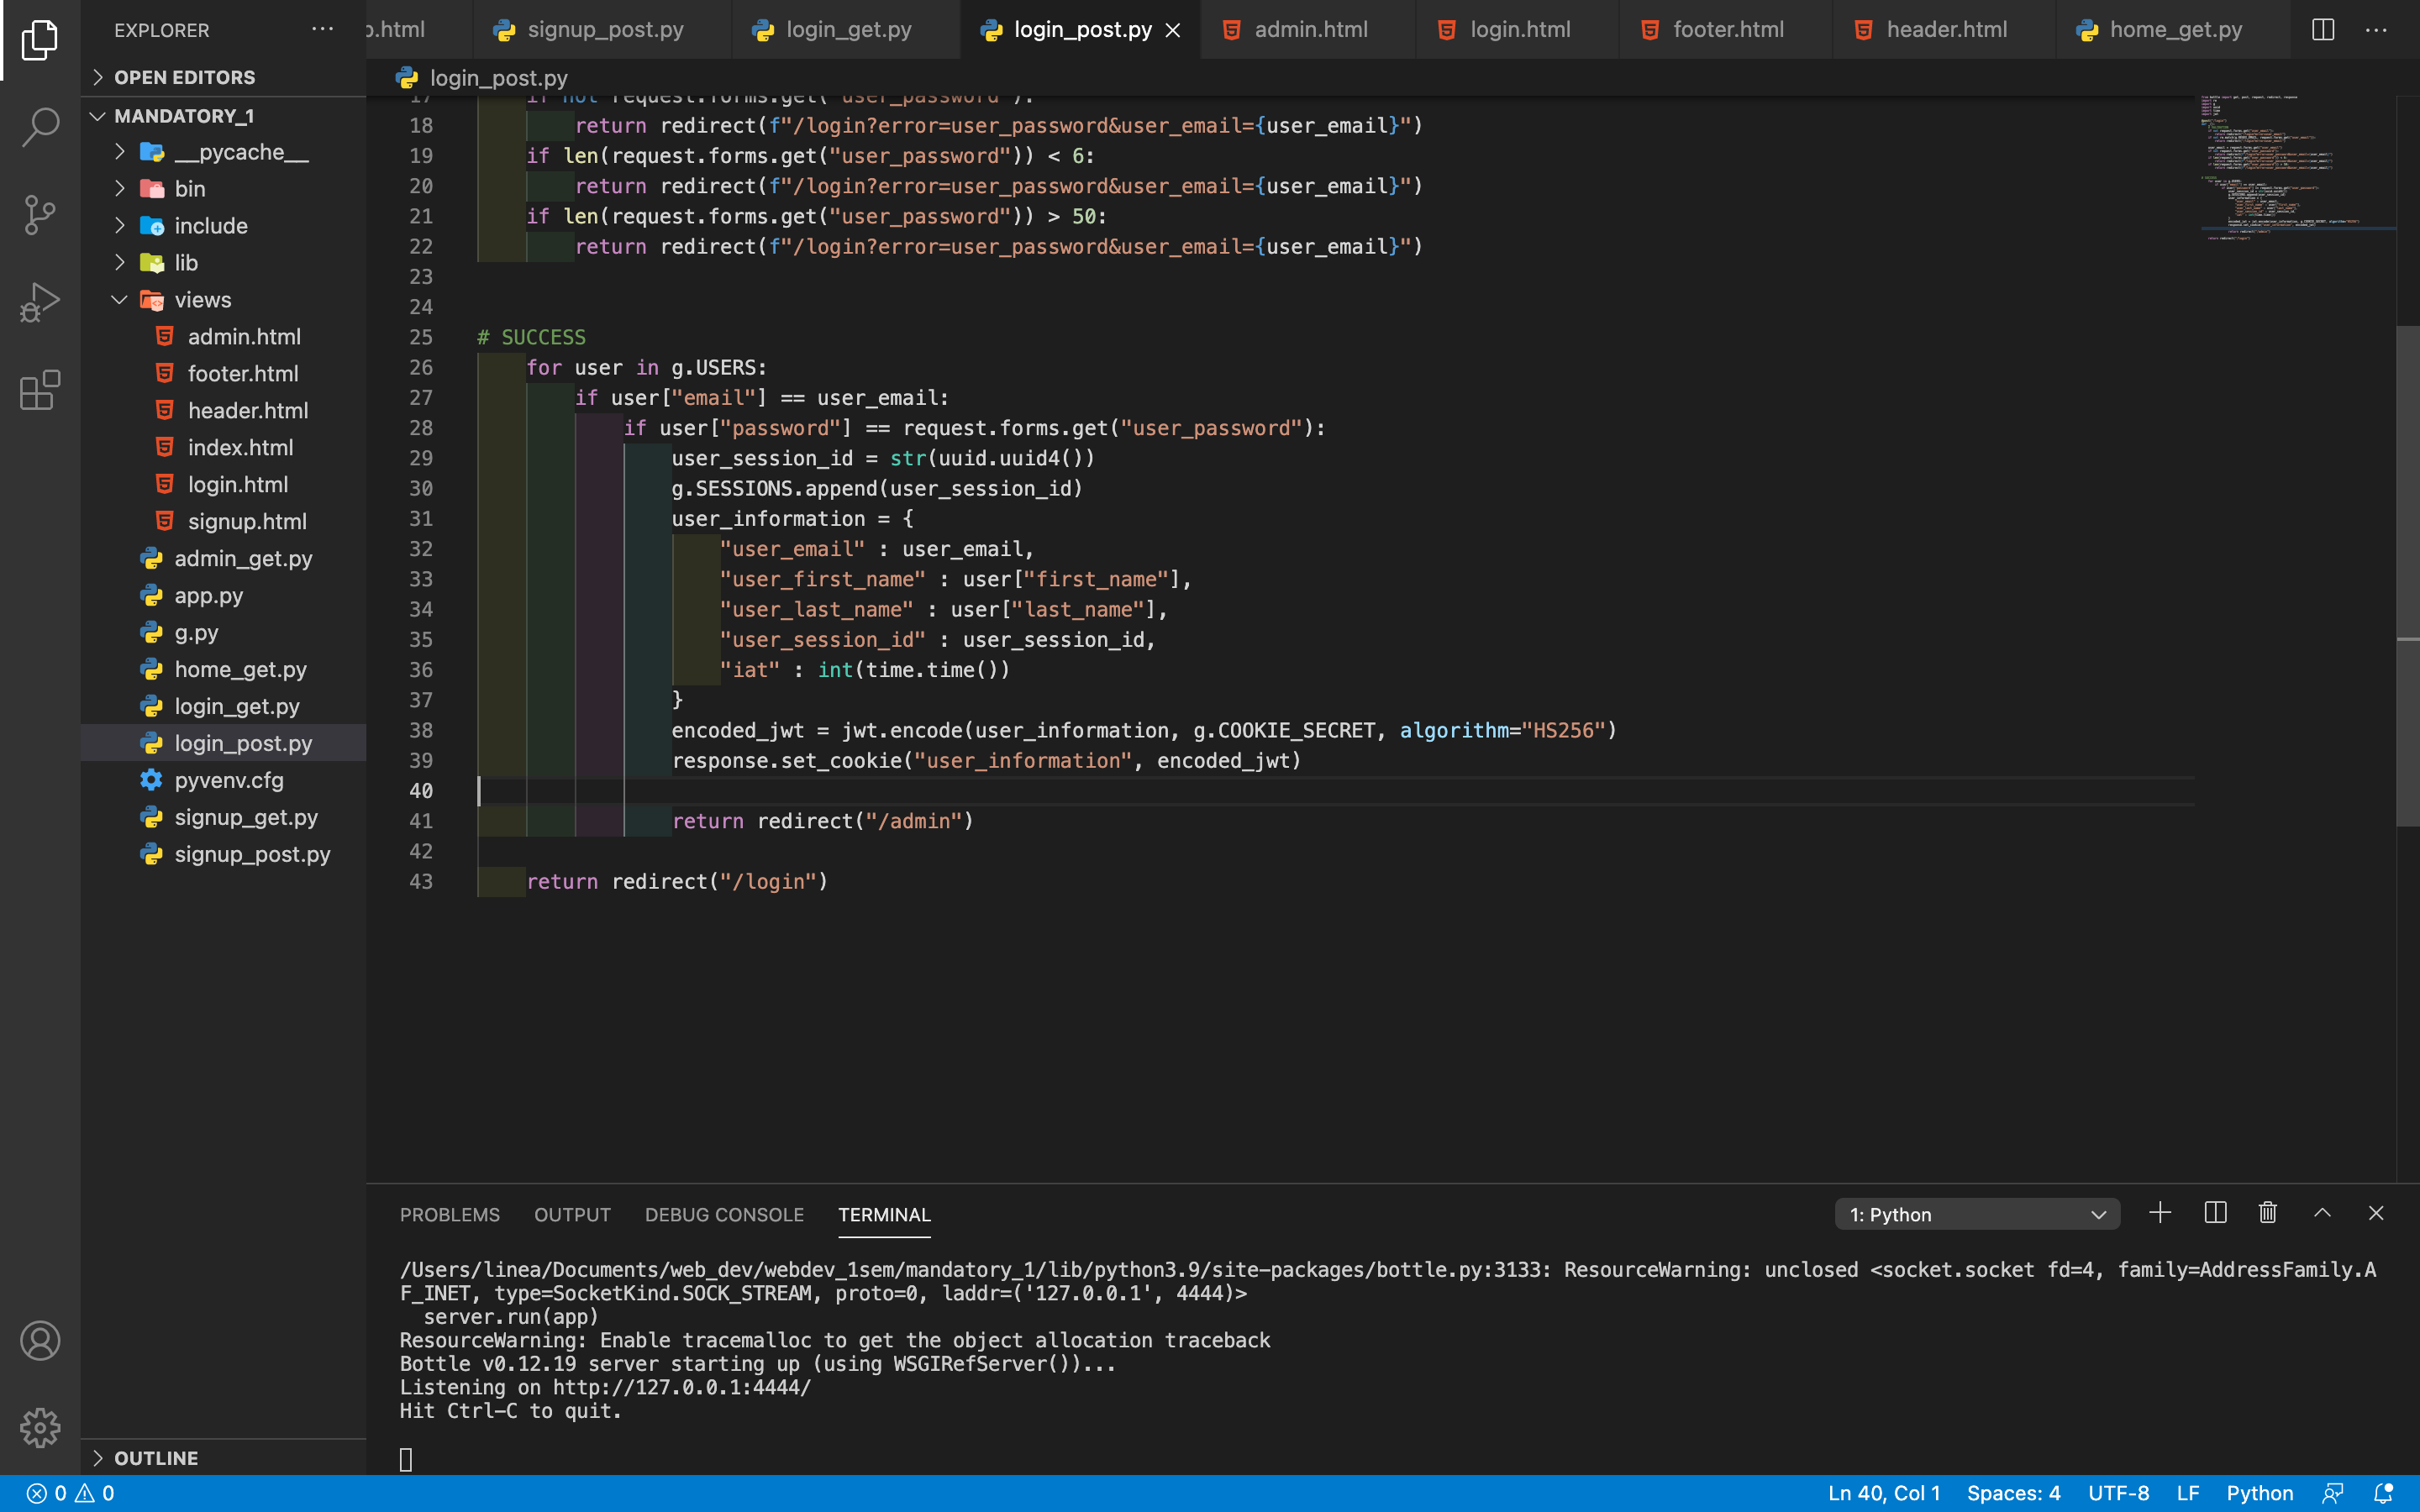 EXPLORER
OPEN EDITORS
MANDATORY_1
__pycache__
bin
include
lib
views
admin.html
footer.html
header.html
index.html
login.html
signup.html
admin_get.py
app.py
g.py
home_get.py
login_get.py
login_post.py
pyvenv.cfg
signup_get.py
signup_post.py
OUTLINE
.html signup_post.py login_get.py login_post.py admin.html login.html footer.html header.html home_get.py
login_post.py
17 if not request.forms.get("user_password"):
18 return redirect(f"/login?error=user_password&user_email={user_email}")
19 if len(request.forms.get("user_password")) < 6:
20 return redirect(f"/login?error=user_password&user_email={user_email}")
21 if len(request.forms.get("user_password")) > 50:
22 return redirect(f"/login?error=user_password&user_email={user_email}")
23
24
25 # SUCCESS
26 for user in g.USERS:
27 if user["email"] == user_email:
28 if user["password"] == request.forms.get("user_password"):
29 user_session_id = str(uuid.uuid4())
30 g.SESSIONS.append(user_session_id)
31 user_information = {
32 "user_email" : user_email,
33 "user_first_name" : user["first_name"],
34 "user_last_name" : user["last_name"],
35 "user_session_id" : user_session_id,
36 "iat" : int(time.time())
37 }
38 encoded_jwt = jwt.encode(user_information, g.COOKIE_SECRET, algorithm="HS256")
39 response.set_cookie("user_information", encoded_jwt)
40
41 return redirect("/admin")
42
43 return redirect("/login")
PROBLEMS OUTPUT DEBUG CONSOLE TERMINAL 1: Python
/Users/linea/Documents/web_dev/webdev_1sem/mandatory_1/lib/python3.9/site-packages/bottle.py:3133: ResourceWarning: unclosed <socket.socket fd=4, family=AddressFamily.A
F_INET, type=SocketKind.SOCK_STREAM, proto=0, laddr=('127.0.0.1', 4444)>
server.run(app)
ResourceWarning: Enable tracemalloc to get the object allocation traceback
Bottle v0.12.19 server starting up (using WSGIRefServer())...
Listening on http://127.0.0.1:4444/
Hit Ctrl-C to quit.
0 0 Ln 40, Col 1 Spaces: 4 UTF-8 LF Python